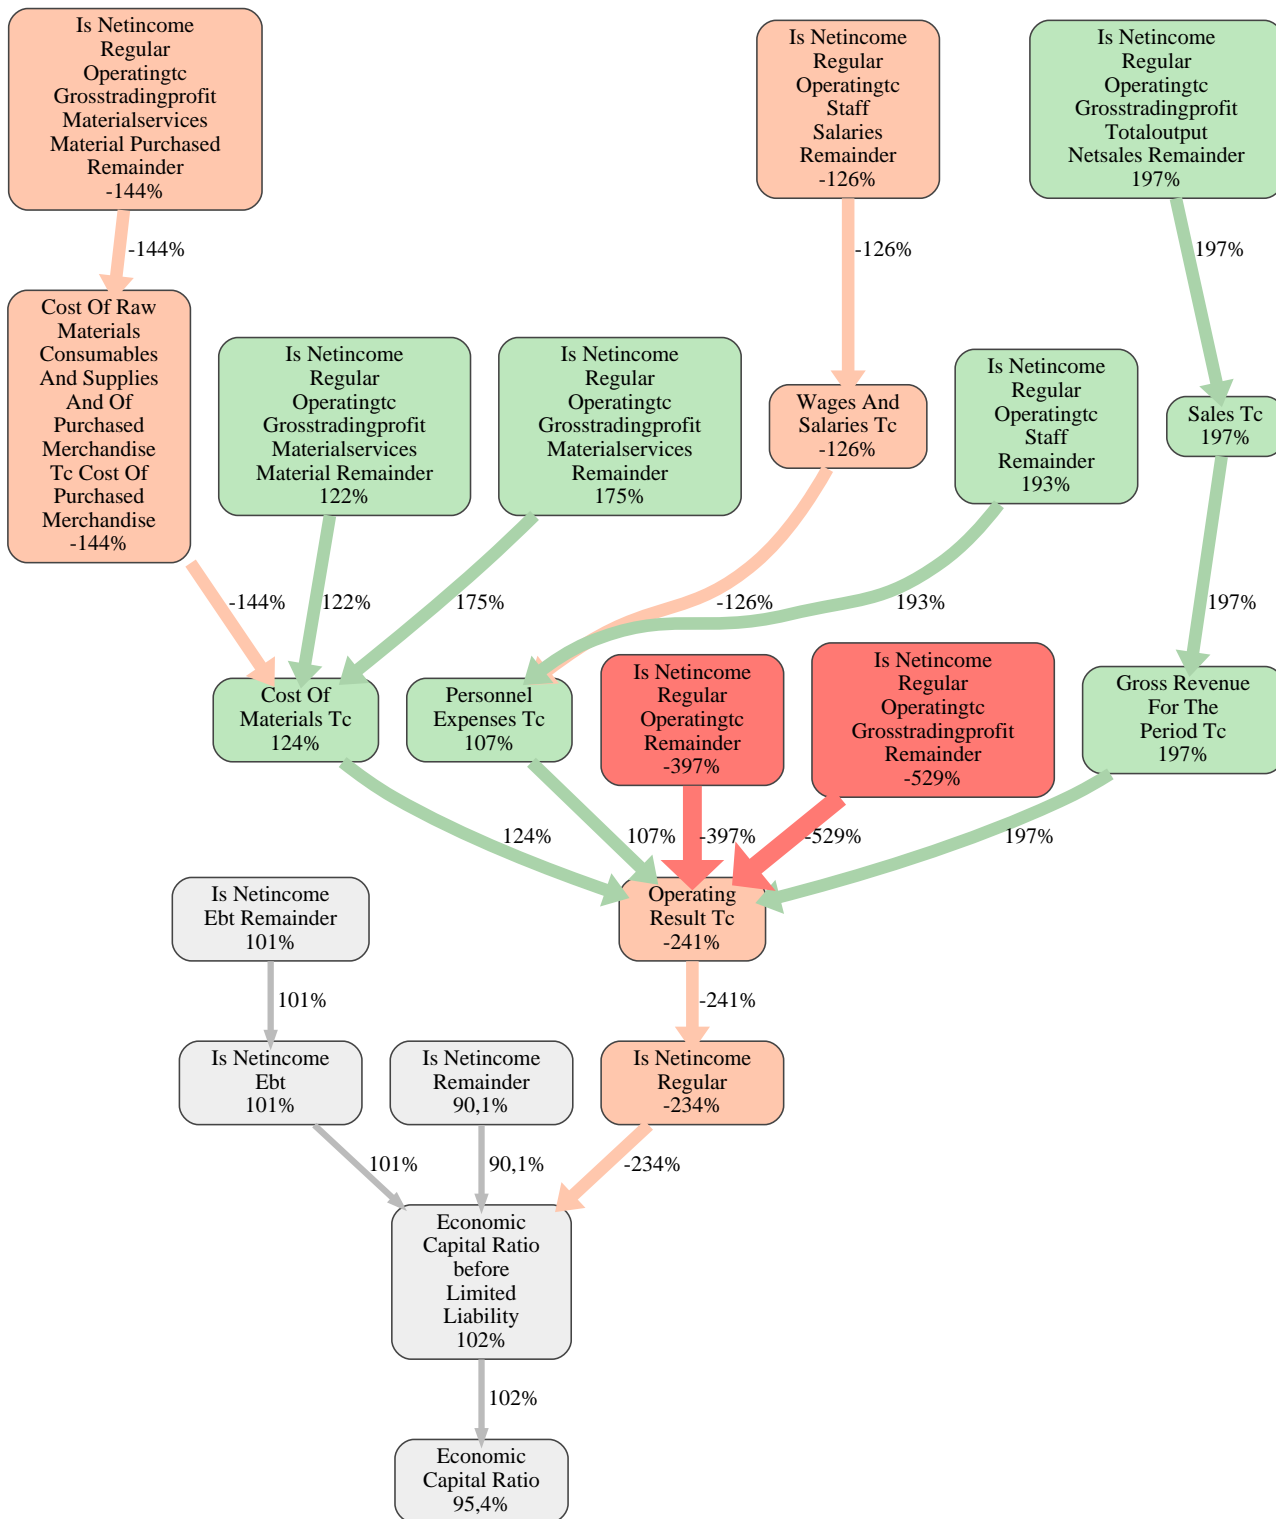 Is Netincome
Regular
Operatingtc
Grosstradingprofit
Materialservices
Material Purchased
Remainder
-144%
Is Netincome
Regular
Operatingtc
Staff
Salaries
Remainder
-126%
Is Netincome
Regular
Operatingtc
Grosstradingprofit
Totaloutput
Netsales Remainder
197%
-144%
-126%
197%
Cost Of Raw
Materials
Consumables
And Supplies
And Of
Purchased
Merchandise
Tc Cost Of
Purchased
Merchandise
-144%
Is Netincome
Regular
Operatingtc
Grosstradingprofit
Materialservices
Material Remainder
122%
Is Netincome
Regular
Operatingtc
Grosstradingprofit
Materialservices
Remainder
175%
Wages And
Salaries Tc
-126%
Is Netincome
Regular
Operatingtc
Staff
Remainder
193%
Sales Tc
197%
-144%
122%
175%
-126%
193%
197%
Cost Of
Materials Tc
124%
Personnel
Expenses Tc
107%
Is Netincome
Regular
Operatingtc
Remainder
-397%
Is Netincome
Regular
Operatingtc
Grosstradingprofit
Remainder
-529%
Gross Revenue
For The
Period Tc
197%
124%
107%
-397%
-529%
197%
Is Netincome
Ebt Remainder
101%
Operating
Result Tc
-241%
101%
-241%
Is Netincome
Ebt
101%
Is Netincome
Remainder
90,1%
Is Netincome
Regular
-234%
101%
90,1%
-234%
Economic
Capital Ratio
before
Limited
Liability
102%
102%
Economic
Capital Ratio
95,4%